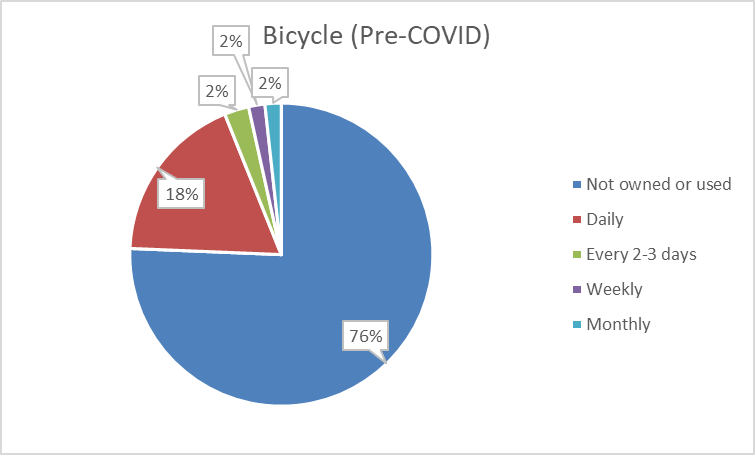 Bicycle (Pre-COVID)
2%
2%
2%
18%
76%
Not owned or used
Daily
Every 2-3 days
Weekly
Monthly